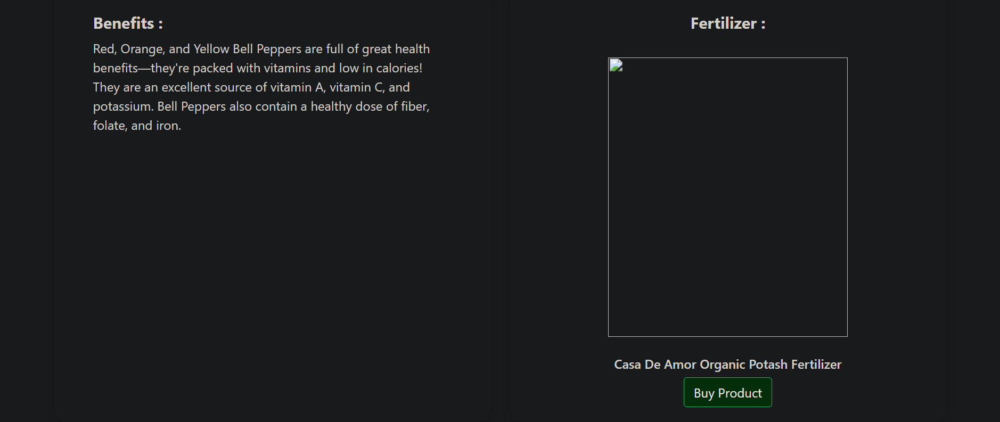 Benefits :
Red, Orange, and Yellow Bell Peppers are full of great health
benefits—they're packed with vitamins and low in calories!
They are an excellent source of vitamin A, vitamin C, and
potassium. Bell Peppers also contain a healthy dose of fiber,
folate, and iron.
Fertilizer :
Casa De Amor Organic Potash Fertilizer
Buy Product